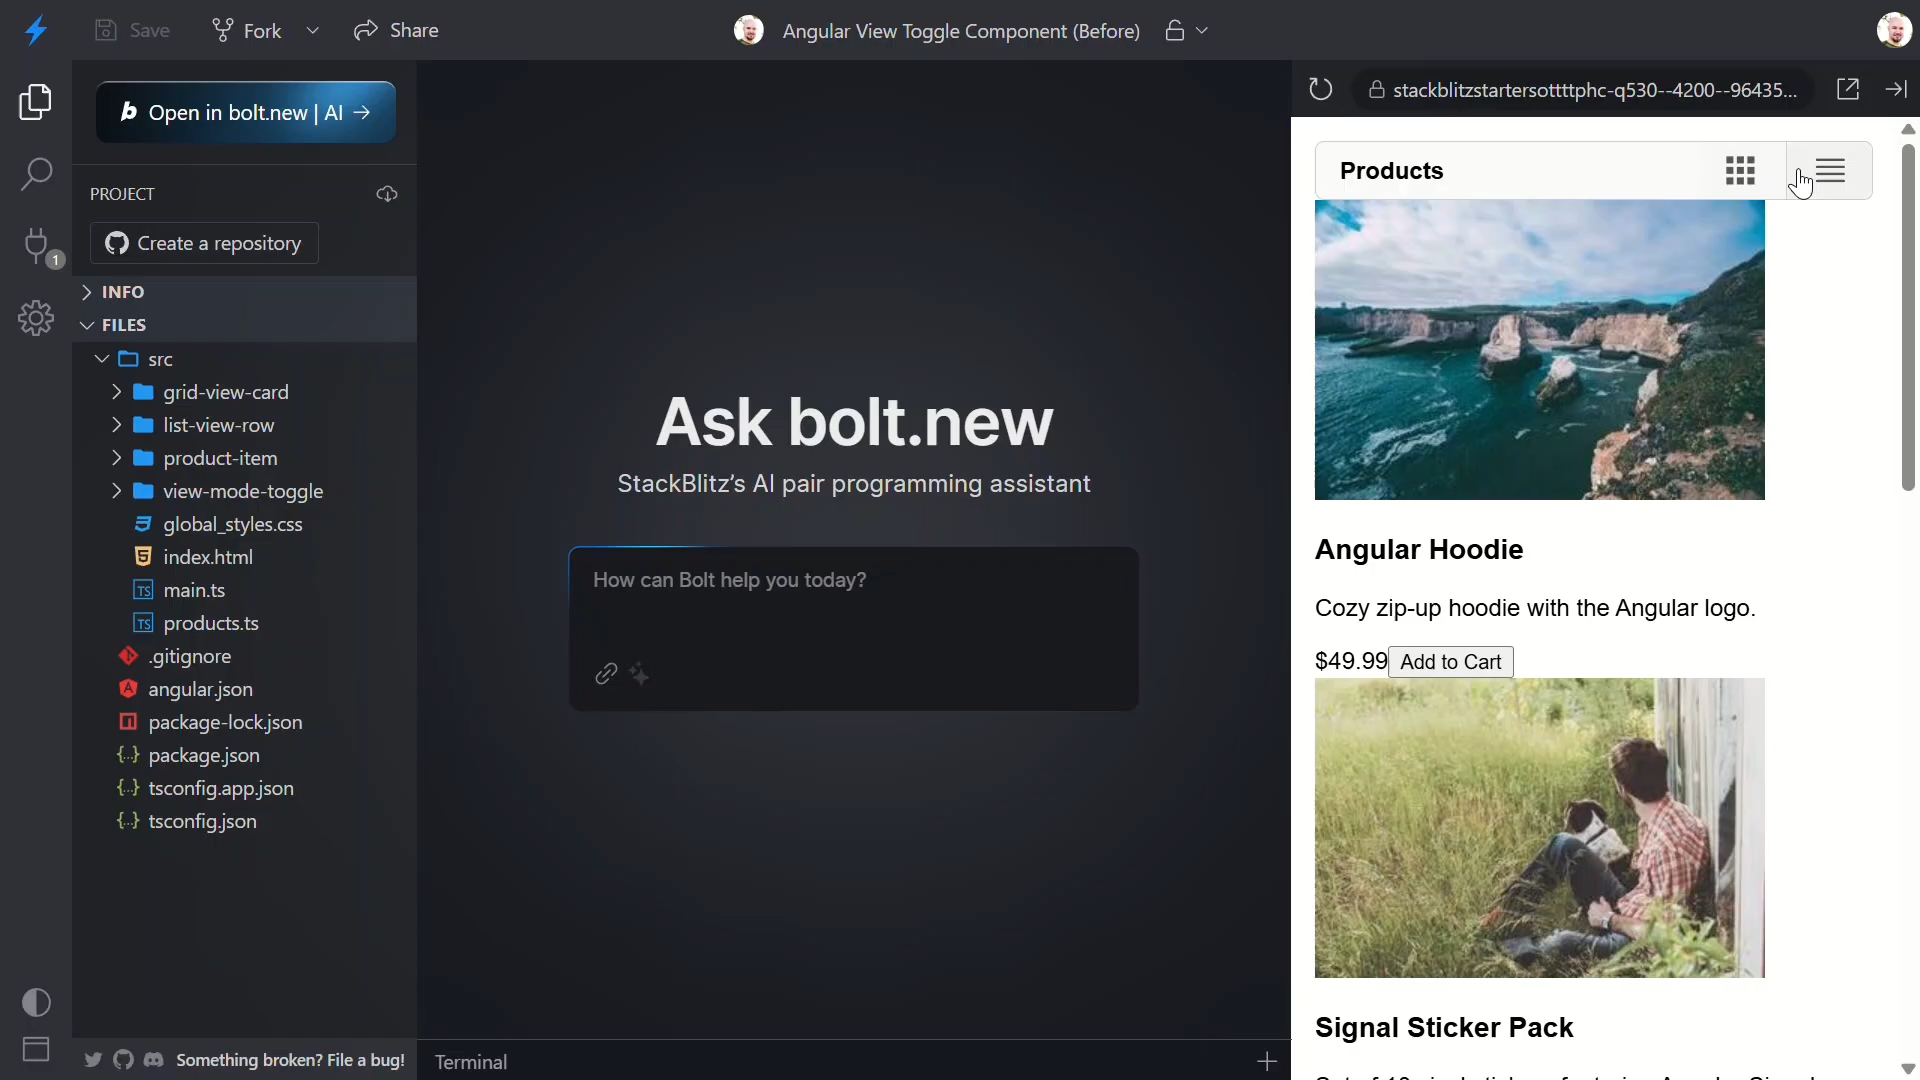 Save
Fork
Share
Angular View Toggle Component (Before)
b Open in bolt.new | AI
stackblitzstartersottttphc-q530--4200--96435...
PROJECT
Create a repository
1
INFO
FILES
src
grid-view-card
list-view-row
product-item
view-mode-toggle
global_styles.css
index.html
TS main.ts
TS products.ts
.gitignore
angular.json
package-lock.json
{..} package.json
{..} tsconfig.app.json
{..} tsconfig.json
Something broken? File a bug!
Ask bolt.new
StackBlitz's AI pair programming assistant
How can Bolt help you today?
Terminal
Products
Angular Hoodie
Cozy zip-up hoodie with the Angular logo.
$49.99 Add to Cart
Signal Sticker Pack